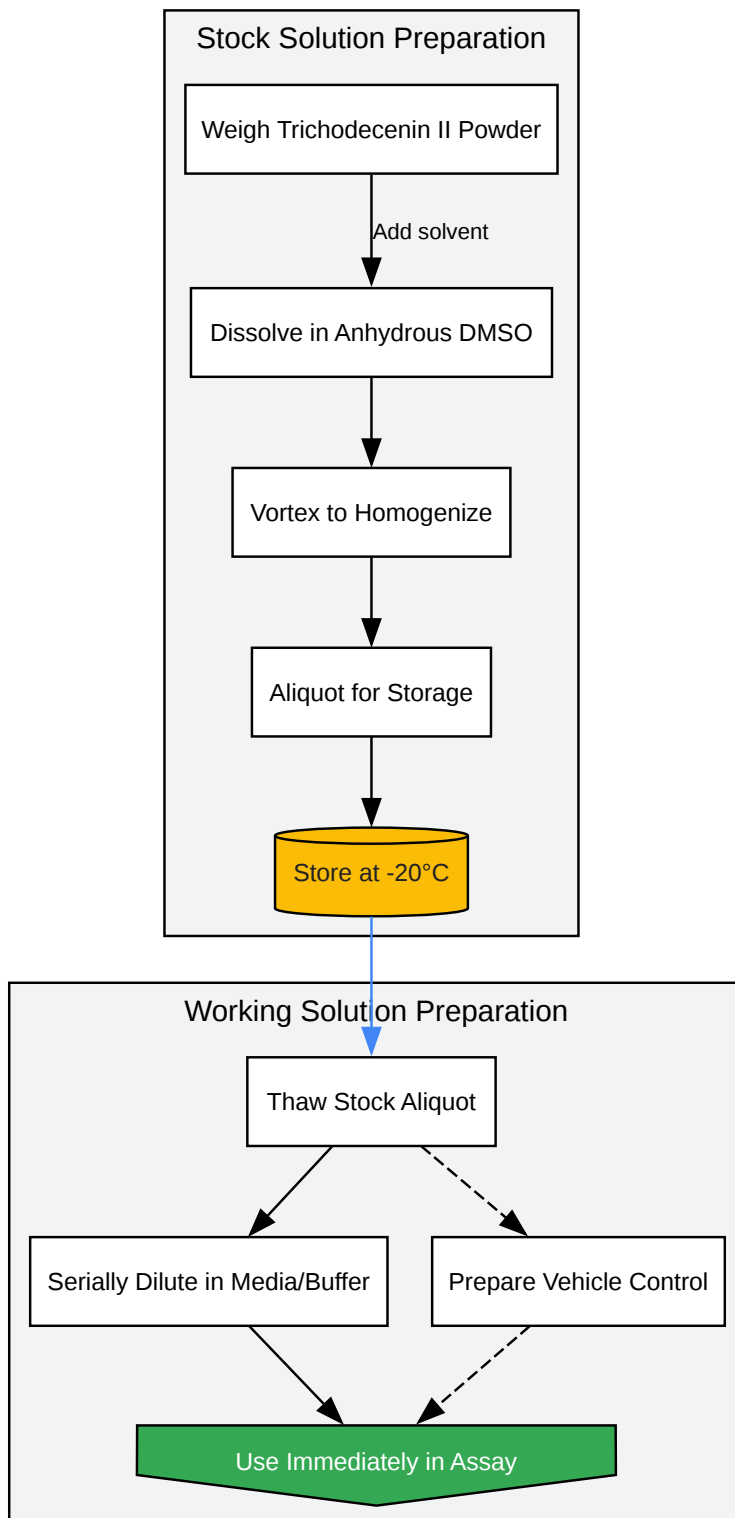 Stock Solution Preparation
Weigh Trichodecenin II Powder
Add solvent
Dissolve in Anhydrous DMSO
Vortex to Homogenize
Aliquot for Storage
Store at -20°C
Working Solution Preparation
Thaw Stock Aliquot
Serially Dilute in Media/Buffer
Prepare Vehicle Control
Use Immediately in Assay